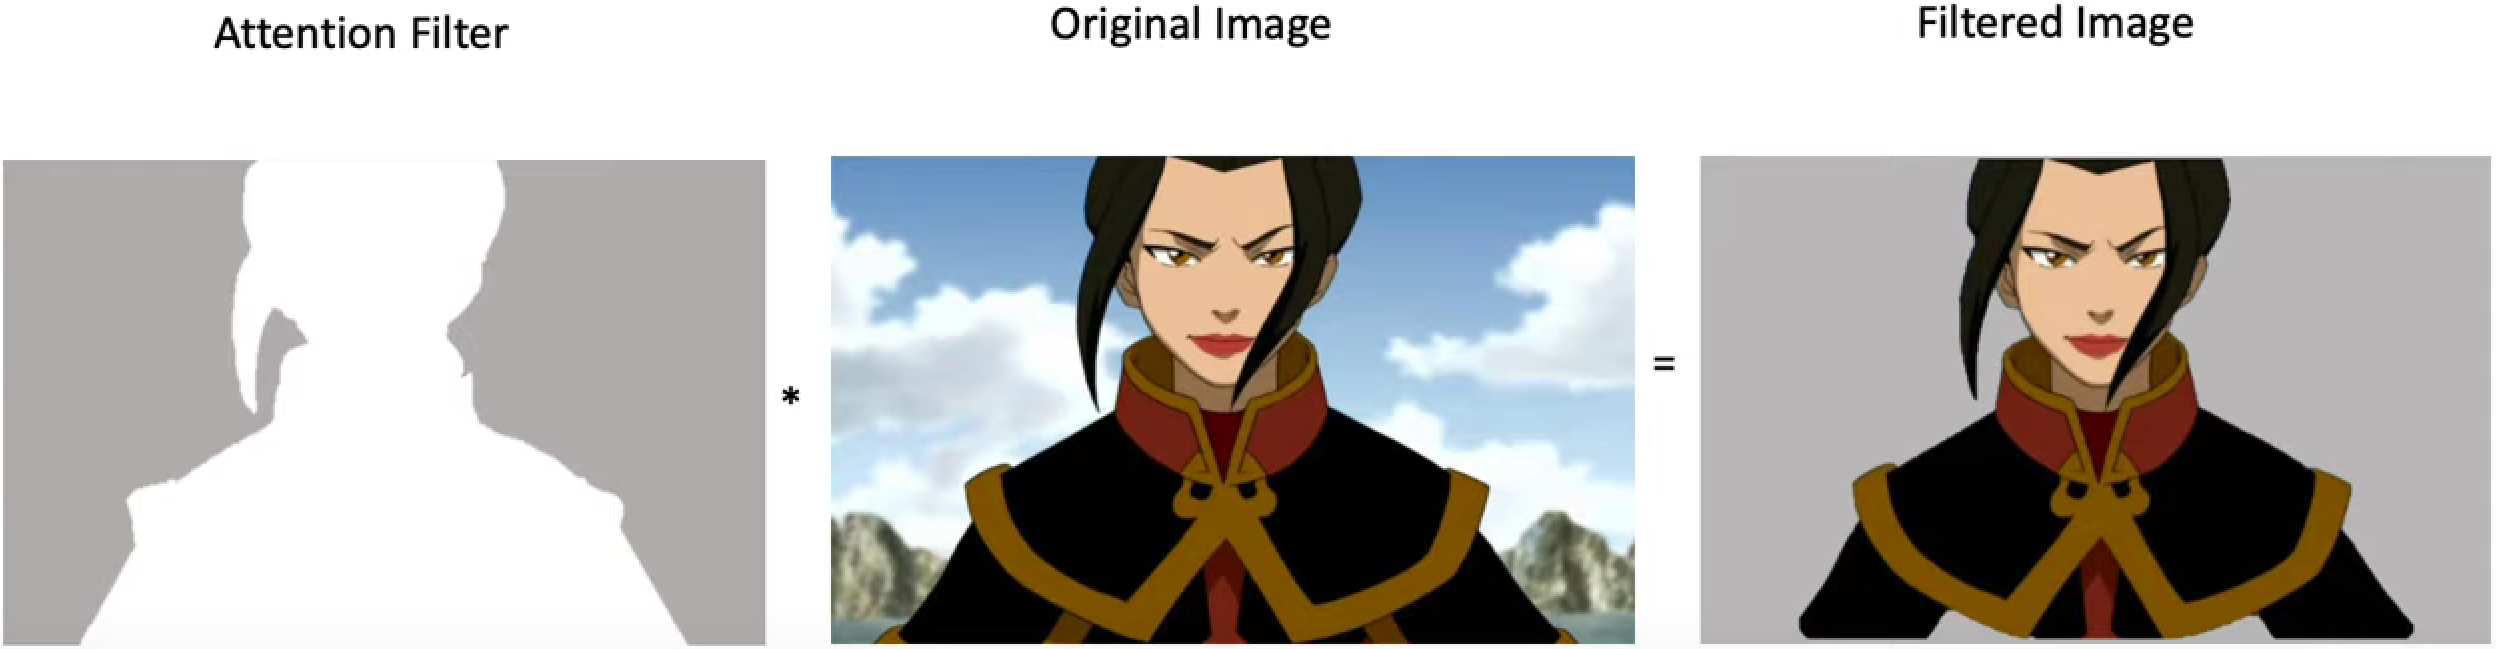 Attention Filter
Original Image
Filtered Image
*
=